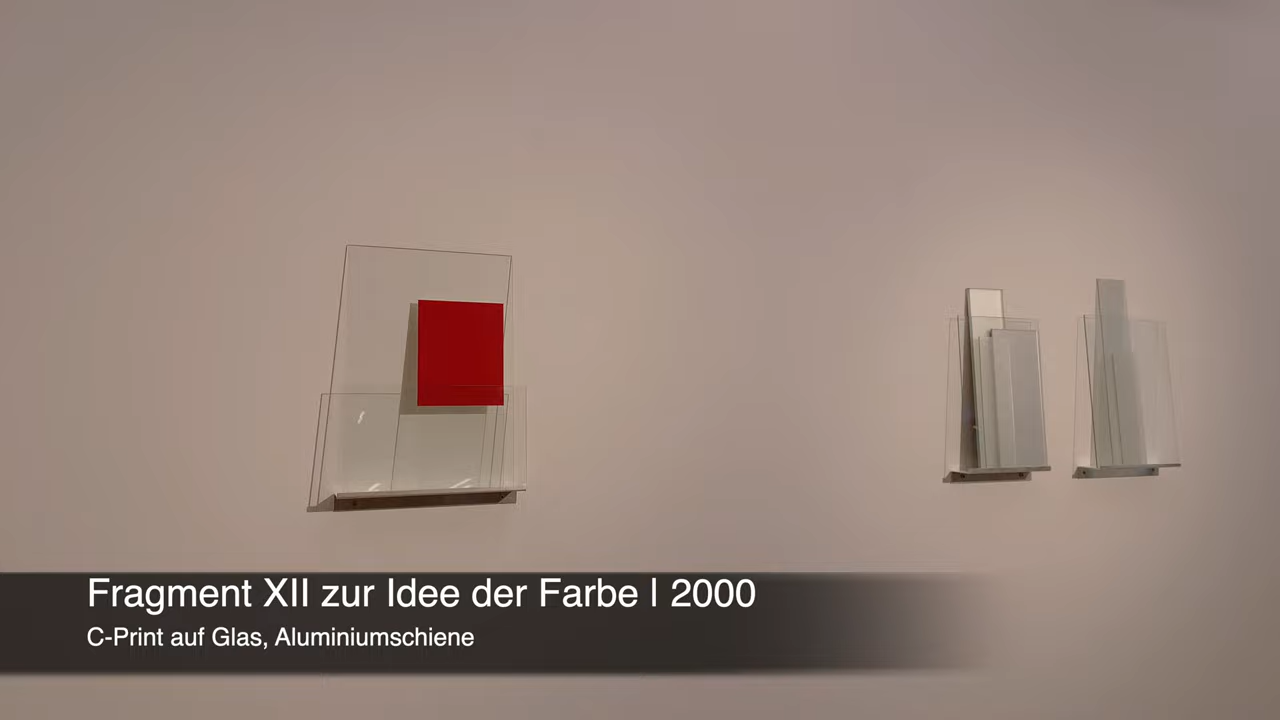 Fragment XII zur Idee der Farbe | 2000
C-Print auf Glas, Aluminiumschiene